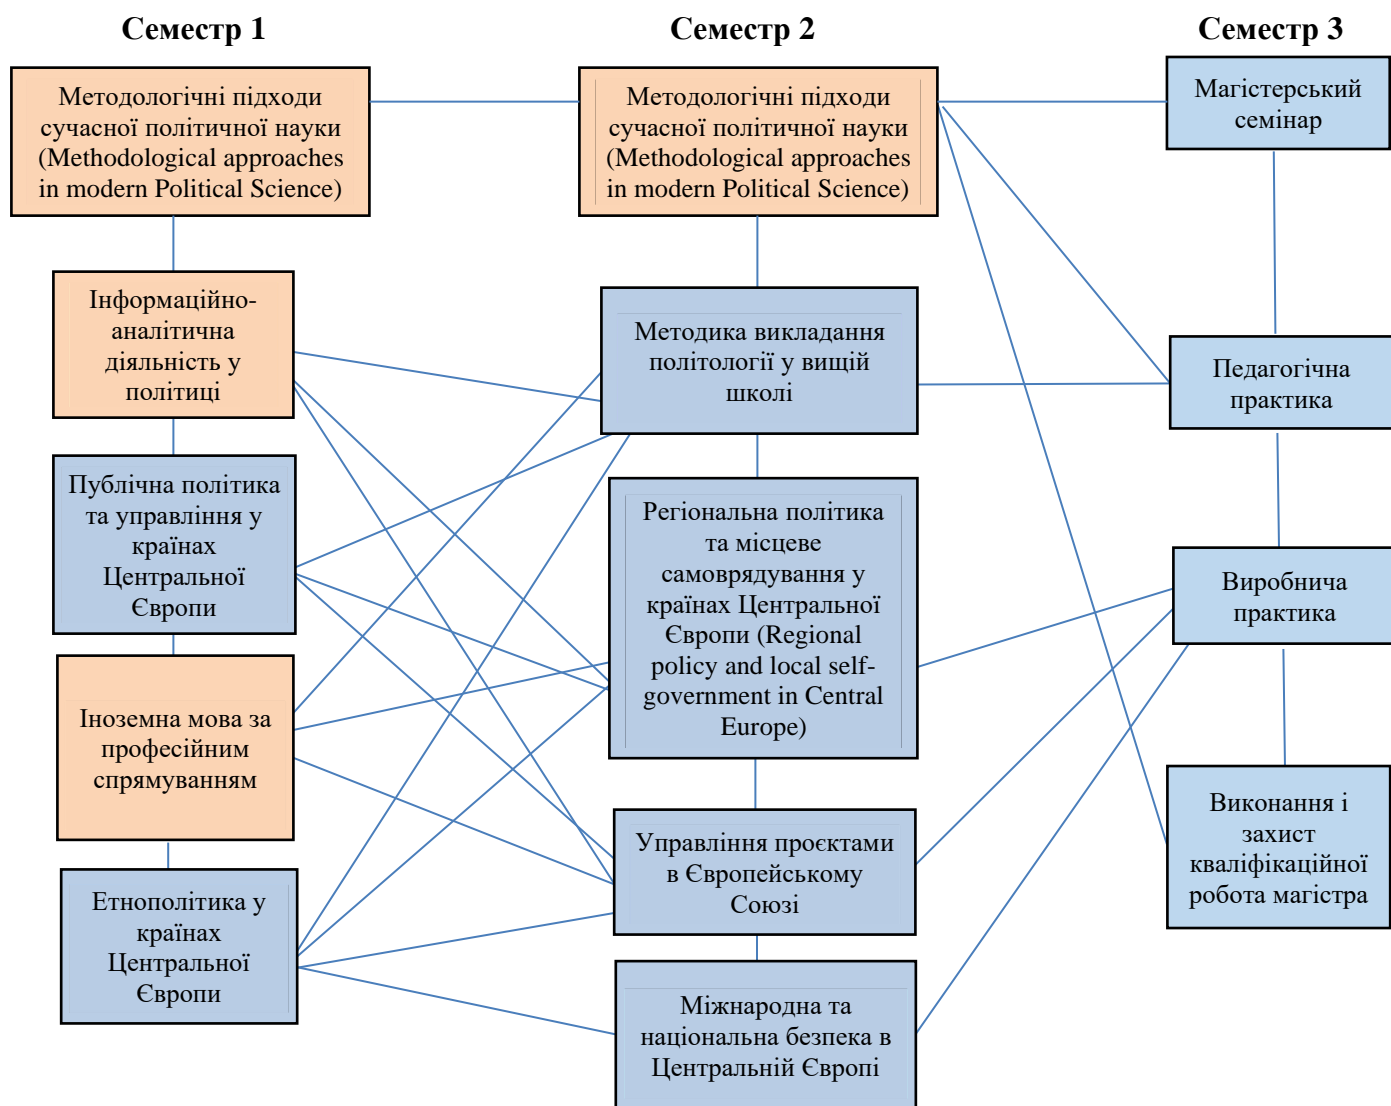 Семестр 1
Семестр 2
Семестр 3
Методологічні підходи
сучасної політичної науки
(Methodological approaches
in modern Political Science)
Інформаційно-
аналітична
діяльність у
політиці
Публічна політика
та управління у
країнах
Центральної
Європи
Іноземна мова за
професійним
спрямуванням
Етнополітика у
країнах
Центральної
Європи
Методологічні підходи
сучасної політичної науки
(Methodological approaches
in modern Political Science)
Методика викладання
політології у вищій
школі
Регіональна політика
та місцеве
самоврядування у
країнах Центральної
Європи (Regional
policy and local self-
government in Central
Europe)
Управління проєктами
в Європейському
Союзі
Міжнародна та
національна безпека в
Центральній Європі
Магістерський
семінар
Педагогічна
практика
Виробнича
практика
Виконання і
захист
кваліфікаційної
робота магістра